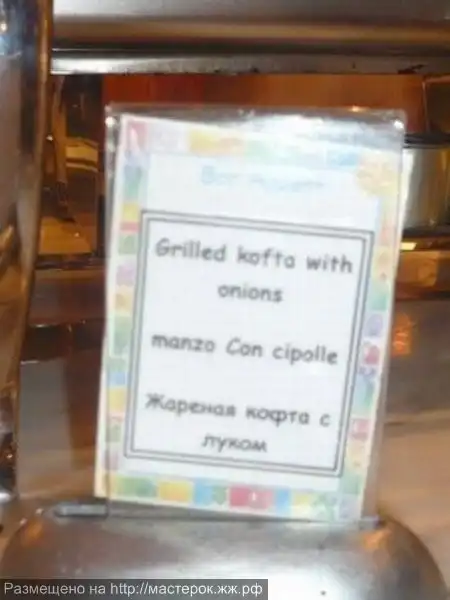 Grilled kofta with
onions
manzo Con cipolle
Жареная кофта с
луком
Размещено на http://мастерок.жж.рф